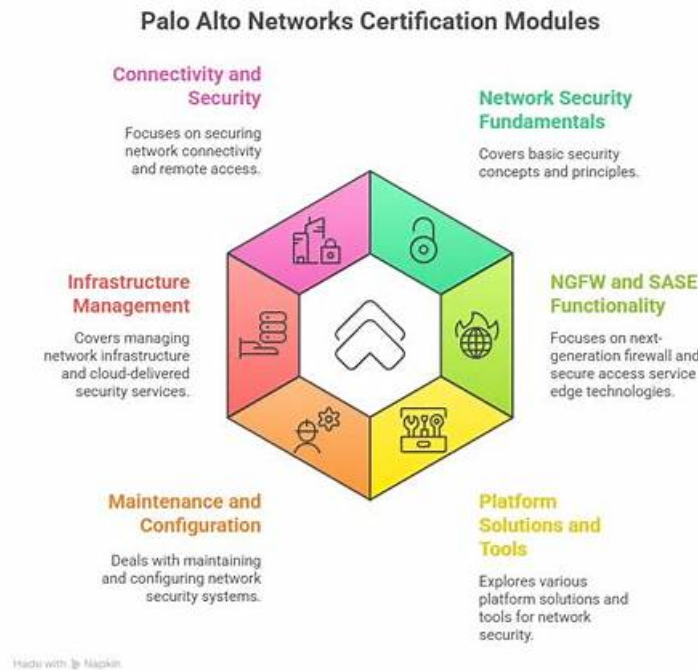 Palo Alto Networks Certification Modules
Connectivity and
Security
Focuses on securing
network connectivity
and remote access.
Network Security
Fundamentals
Covers basic security
concepts and principles.
Infrastructure
Management
Covers managing
network infrastructure
and cloud-delivered
security services.
NGFW and SASE
Functionality
Focuses on next-
generation firewall and
secure access service
edge technologies.
Maintenance and
Configuration
Deals with maintaining
and configuring network
security systems.
Platform
Solutions and
Tools
Explores various
platform solutions and
tools for network
security.
Made with Napkin